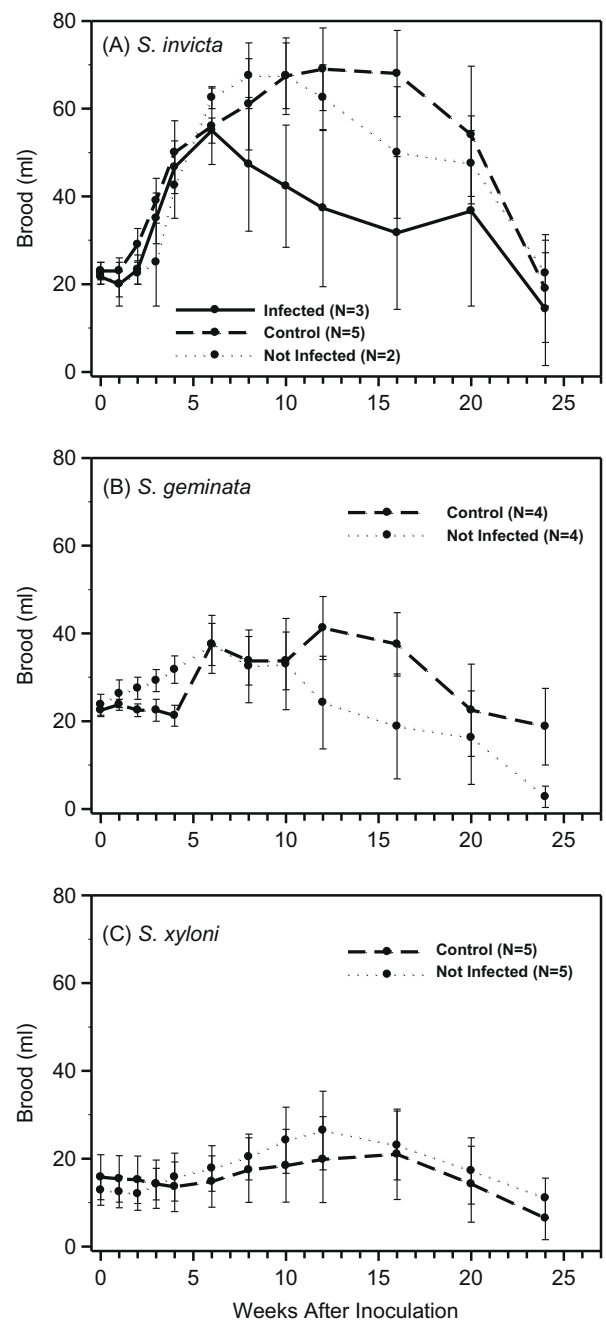 (A) S. invicta
80
60
40
20
0
Brood (ml)
Infected (N=3)
Control (N=5)
Not Infected (N=2)
0 5 10 15 20 25
(B) S. geminata
80
60
40
20
0
Brood (ml)
Control (N=4)
Not Infected (N=4)
0 5 10 15 20 25
(C) S. xyloni
80
60
40
20
0
Brood (ml)
Control (N=5)
Not Infected (N=5)
0 5 10 15 20 25
Weeks After Inoculation